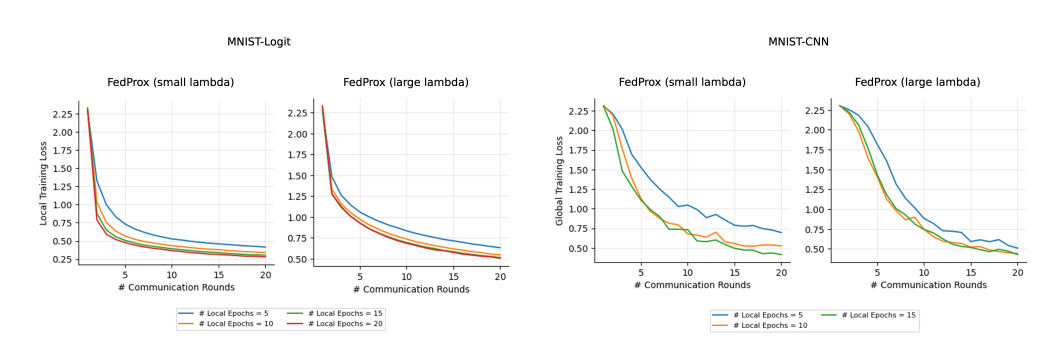 MNIST-Logit
MNIST-CNN
FedProx (small lambda)
FedProx (large lambda)
FedProx (small lambda)
FedProx (large lambda)
Local Training Loss
2.25
2.00
1.75
1.50
1.25
1.00
0.75
0.50
0.25
5 10 15 20
# Communication Rounds
2.25
2.00
1.75
1.50
1.25
1.00
0.75
0.50
5 10 15 20
# Communication Rounds
Global Training Loss
2.25
2.00
1.75
1.50
1.25
1.00
0.75
0.50
5 10 15 20
# Communication Rounds
2.25
2.00
1.75
1.50
1.25
1.00
0.75
0.50
5 10 15 20
# Communication Rounds
# Local Epochs = 5
# Local Epochs = 10
# Local Epochs = 15
# Local Epochs = 20
# Local Epochs = 5
# Local Epochs = 10
# Local Epochs = 15